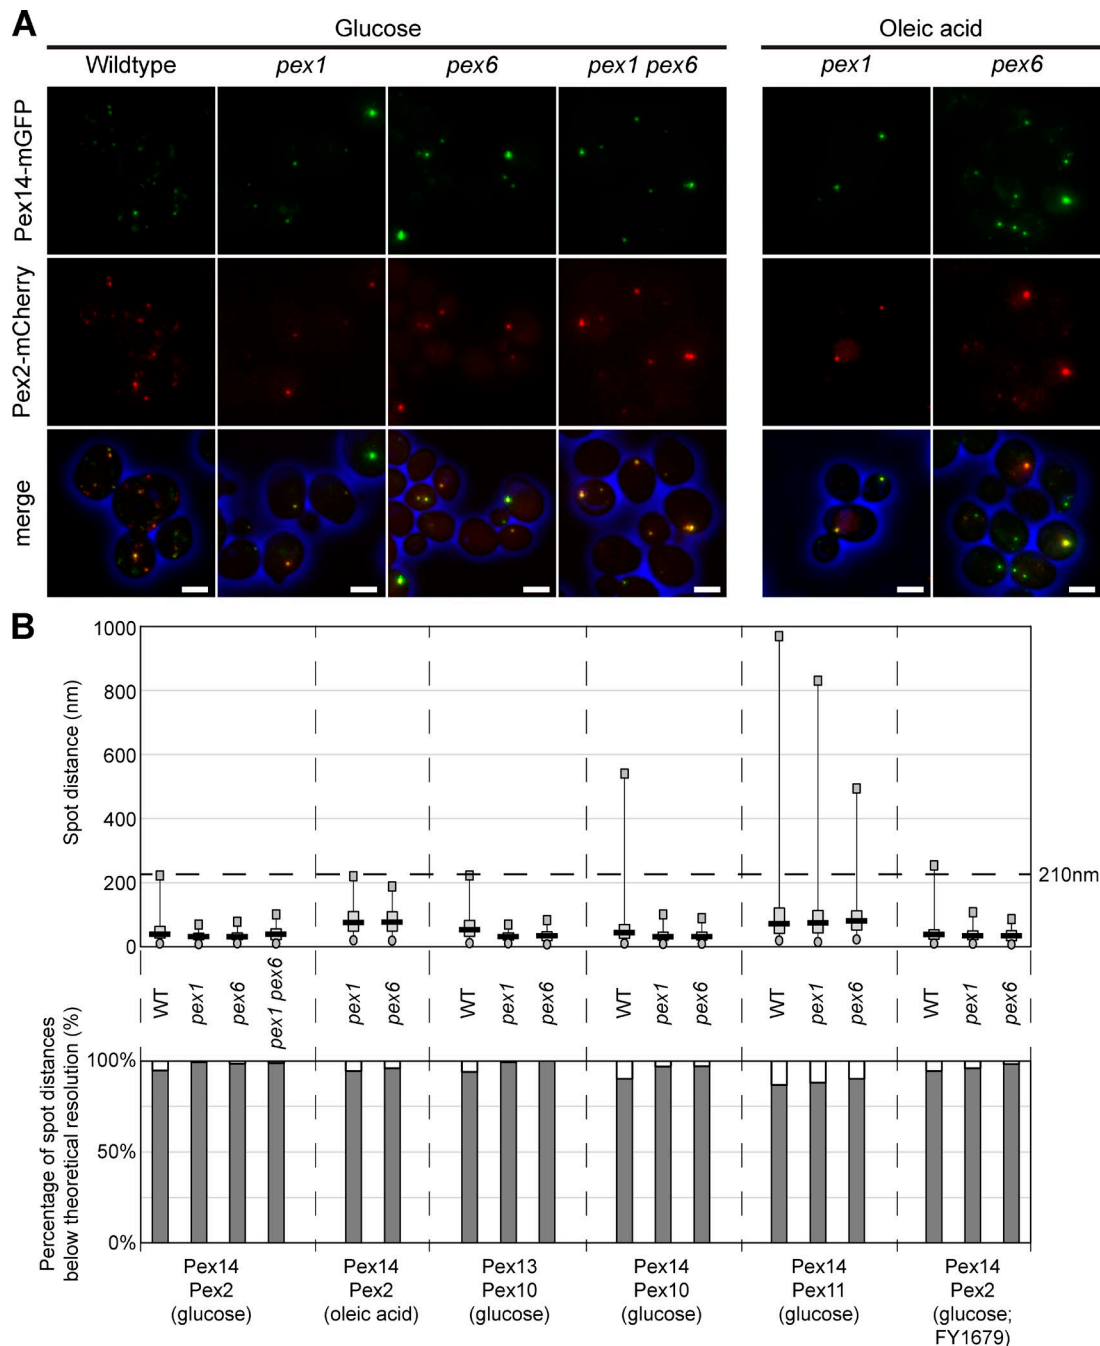 A
Glucose
Oleic acid
Wildtype
pex1
pex6
pex1 pex6
pex1
pex6
Pex14-mGFP
Pex2-mCherry
merge
B
Spot distance (nm)
1000
800
600
400
200
0
210nm
WT
pex1
pex6
pex1 pex6
pex1
pex6
WT
pex1
pex6
WT
pex1
pex6
WT
pex1
pex6
WT
pex1
pex6
Percentage of spot distances
below theoretical resolution (%)
100%
50%
0%
Pex14
Pex2
(glucose)
Pex14
Pex2
(oleic acid)
Pex13
Pex10
(glucose)
Pex14
Pex10
(glucose)
Pex14
Pex11
(glucose)
Pex14
Pex2
(glucose;
FY1679)